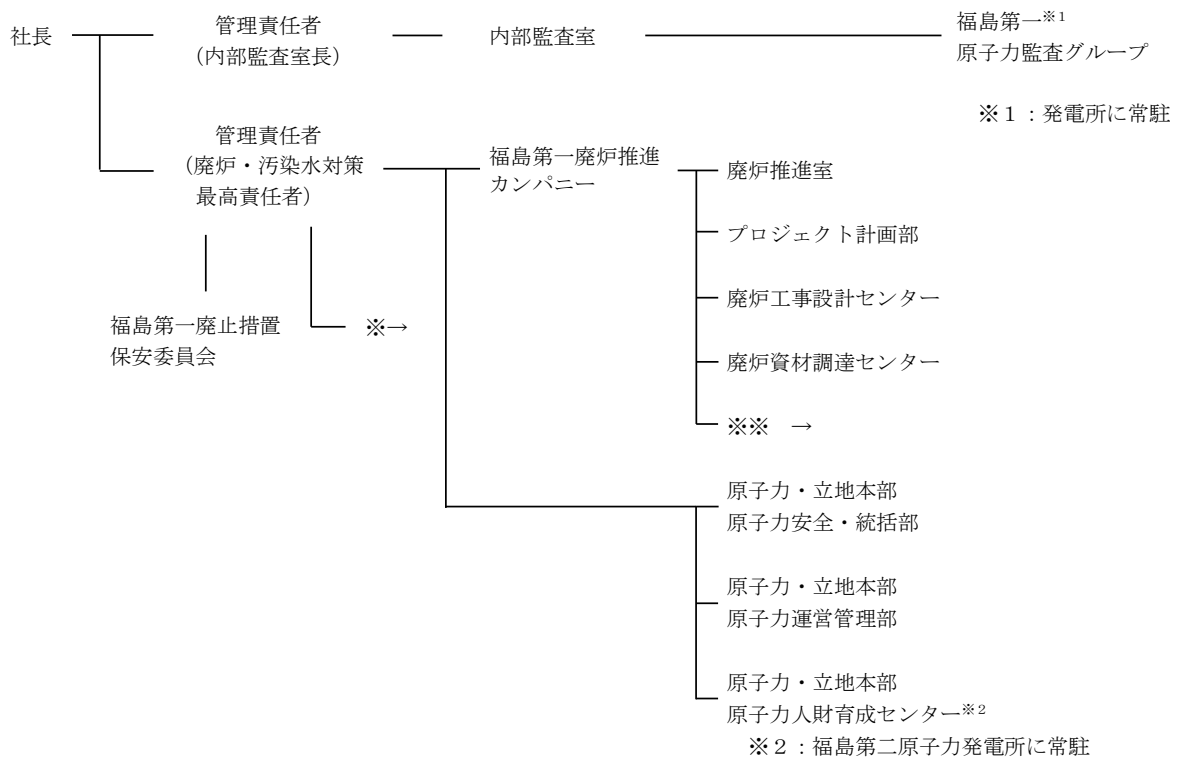 社長
管理責任者
(内部監査室長)
内部監査室
福島第一※1
原子力監査グループ
※1:発電所に常駐
管理責任者
(廃炉・汚染水対策
最高責任者)
福島第一廃炉推進
カンパニー
廃炉推進室
プロジェクト計画部
廃炉工事設計センター
廃炉資材調達センター
※※ →
福島第一廃止措置
保安委員会
※→
原子力・立地本部
原子力安全・統括部
原子力・立地本部
原子力運営管理部
原子力・立地本部
原子力人財育成センター※2
※2:福島第二原子力発電所に常駐